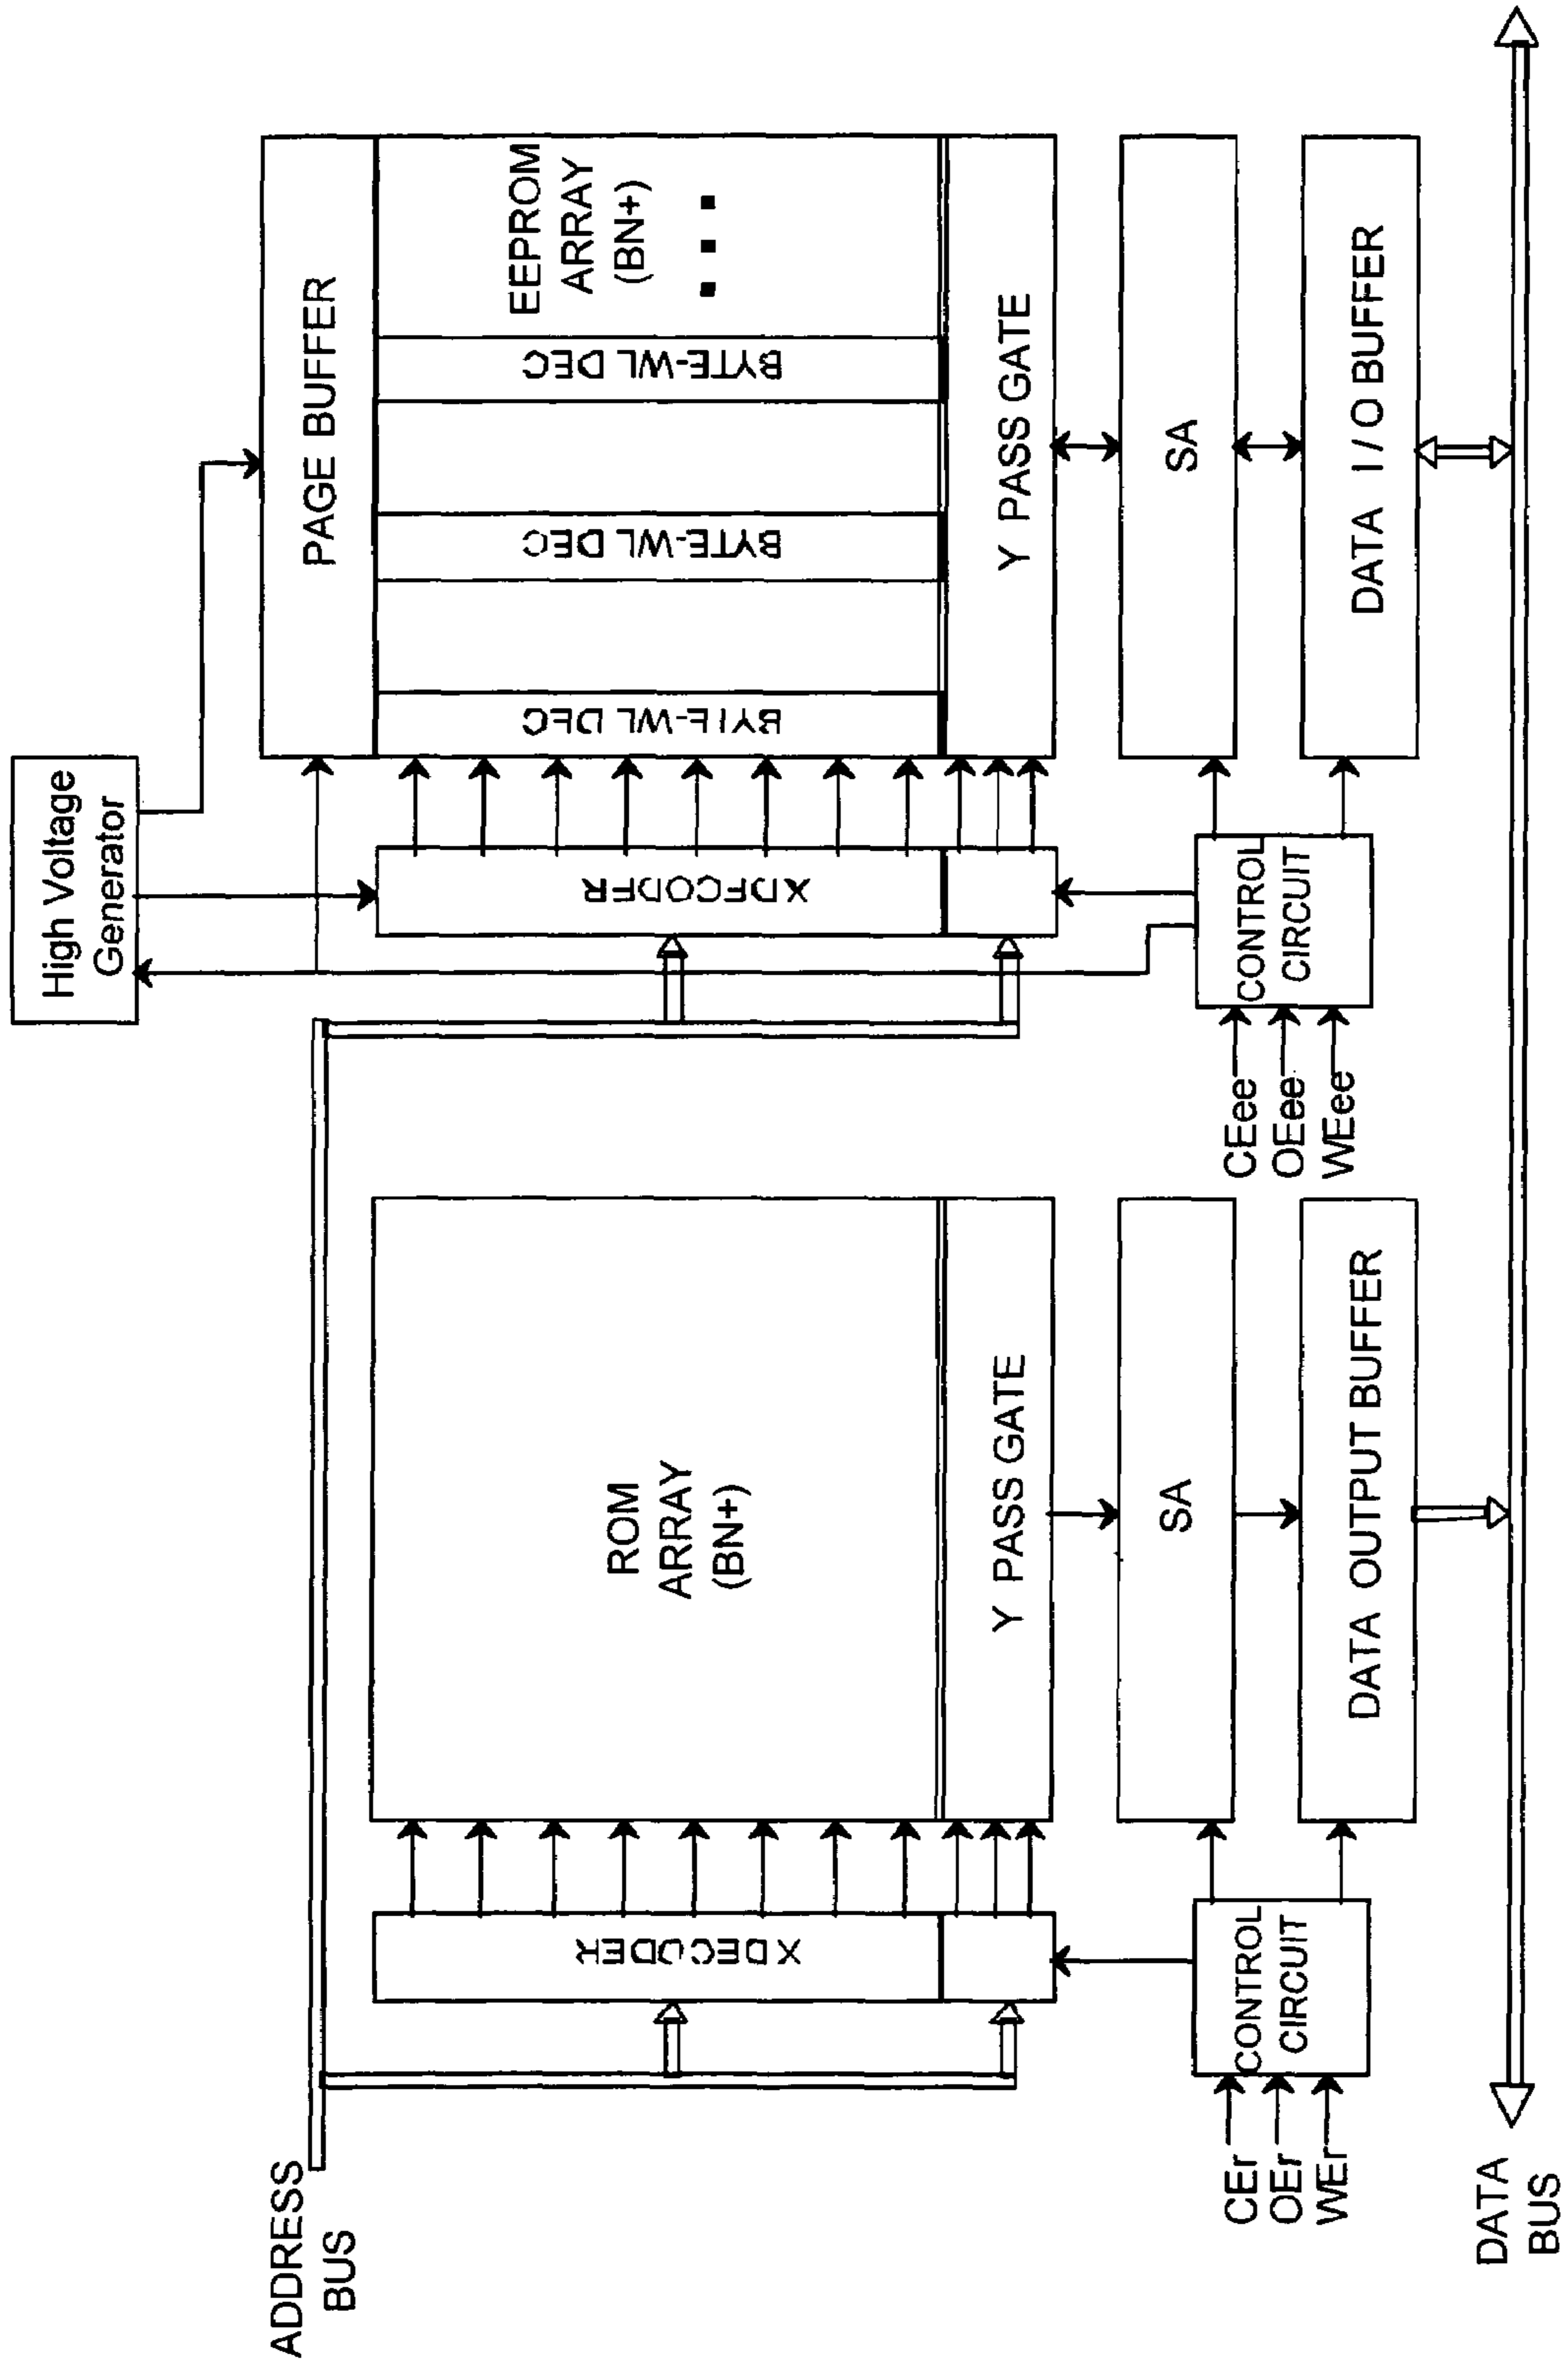 High Voltage
Generator
PAGE BUFFER
BYTE-WL DEC
BYTE-WL DEC
BYTE-WL DEC
EEPROM
ARRAY
(BN+)
X DECODER
Y PASS GATE
SA
DATA I / O BUFFER
CONTROL
CIRCUIT
CEee
OEee
WEee
ADDRESS
BUS
X DECODER
ROM
ARRAY
(BN+)
Y PASS GATE
SA
DATA OUTPUT BUFFER
CONTROL
CIRCUIT
CEr
OEr
WEr
DATA
BUS